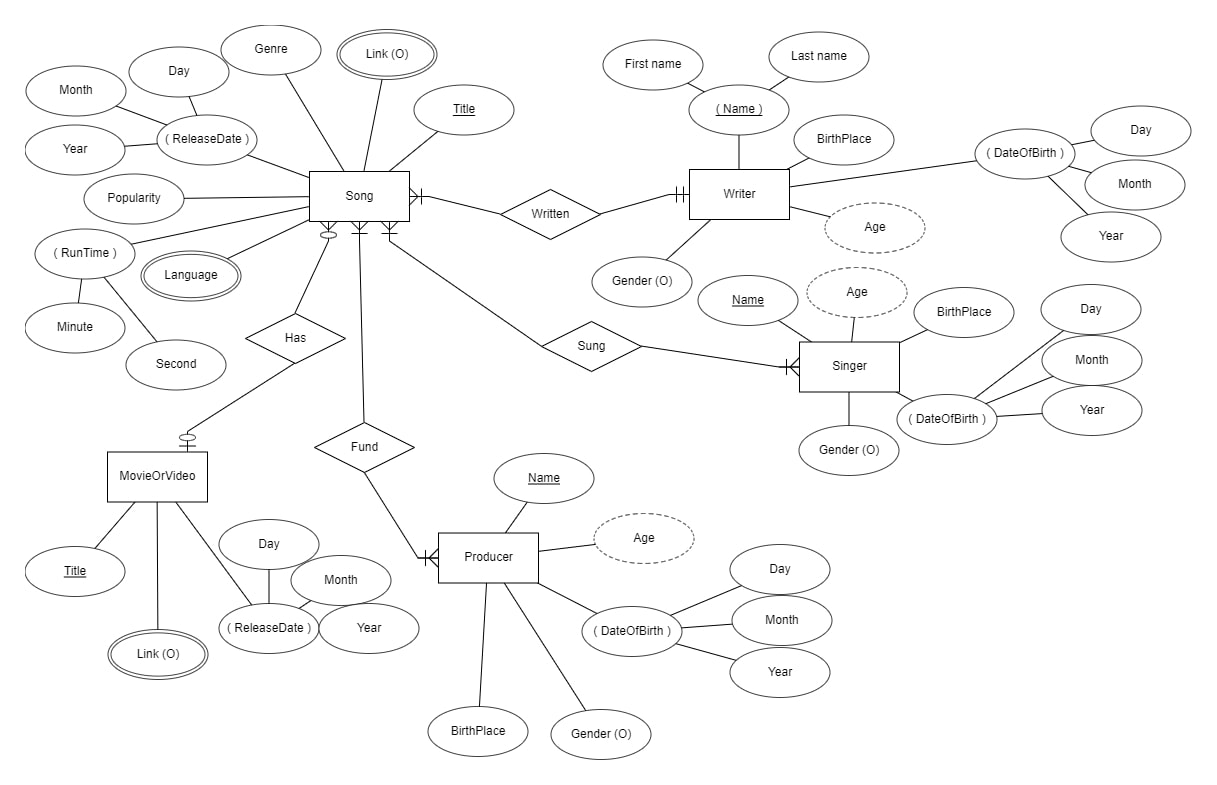 Genre
Link (O)
Day
Month
Title
( ReleaseDate )
Year
Popularity
Song
( RunTime )
Language
Minute
Second
First name
Last name
( Name )
BirthPlace
( DateOfBirth )
Day
Month
Year
Written
Writer
Age
Gender (O)
Name
Age
BirthPlace
Day
Month
Year
Has
Sung
Singer
( DateOfBirth )
Gender (O)
Fund
MovieOrVideo
Name
Title
Day
Month
( ReleaseDate )
Year
Link (O)
Producer
Age
Day
( DateOfBirth )
Month
Year
BirthPlace
Gender (O)